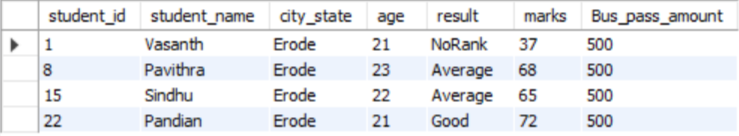 student_id student_name city_state age result marks Bus_pass_amount
1 Vasanth Erode 21 NoRank 37 500
8 Pavithra Erode 23 Average 68 500
15 Sindhu Erode 22 Average 65 500
22 Pandian Erode 21 Good 72 500